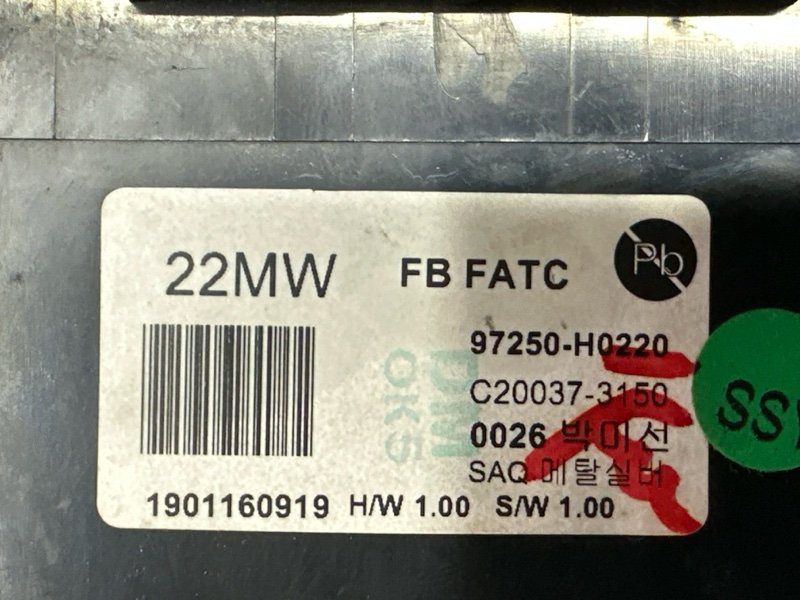 22MW FB FATC Pb
97250-H0220
C20037-3150
0026 박미선
SAQ 메탈실버
1901160919 H/W 1.00 S/W 1.00
DM
OK5
SS